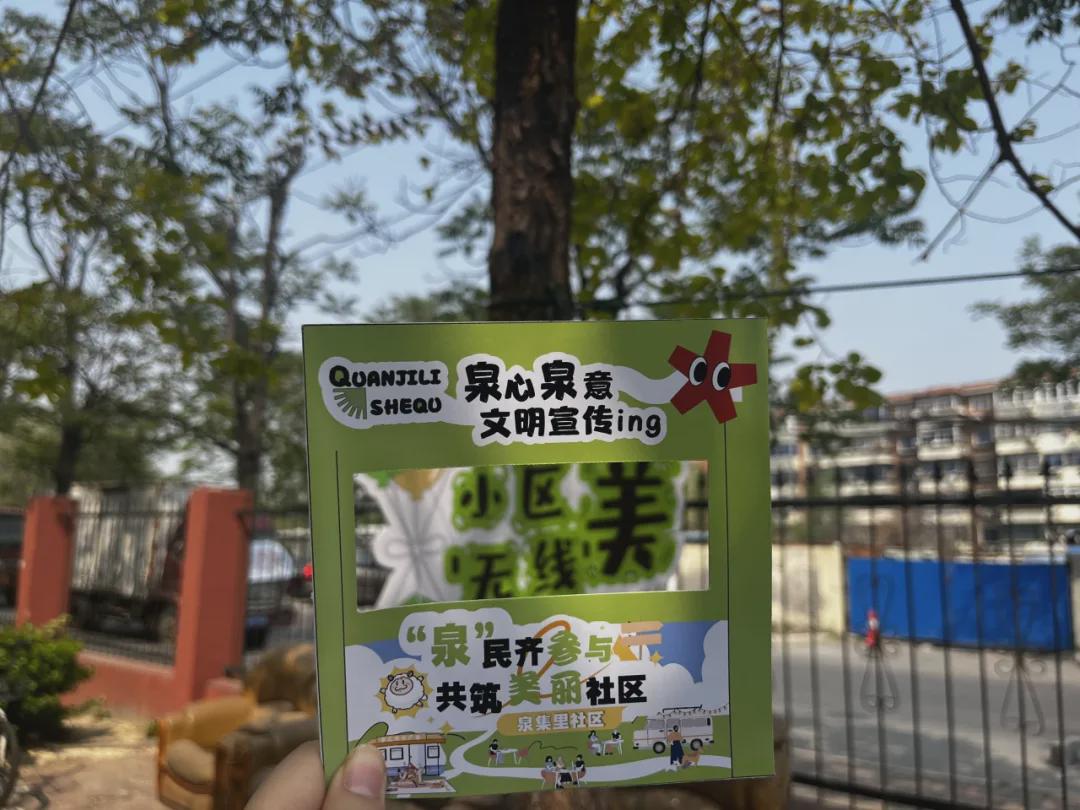 QUANJILI
SHEQU
泉心泉意
文明宣传ing
小区美
无线
“泉”民齐参与
共筑美丽社区
泉集里社区